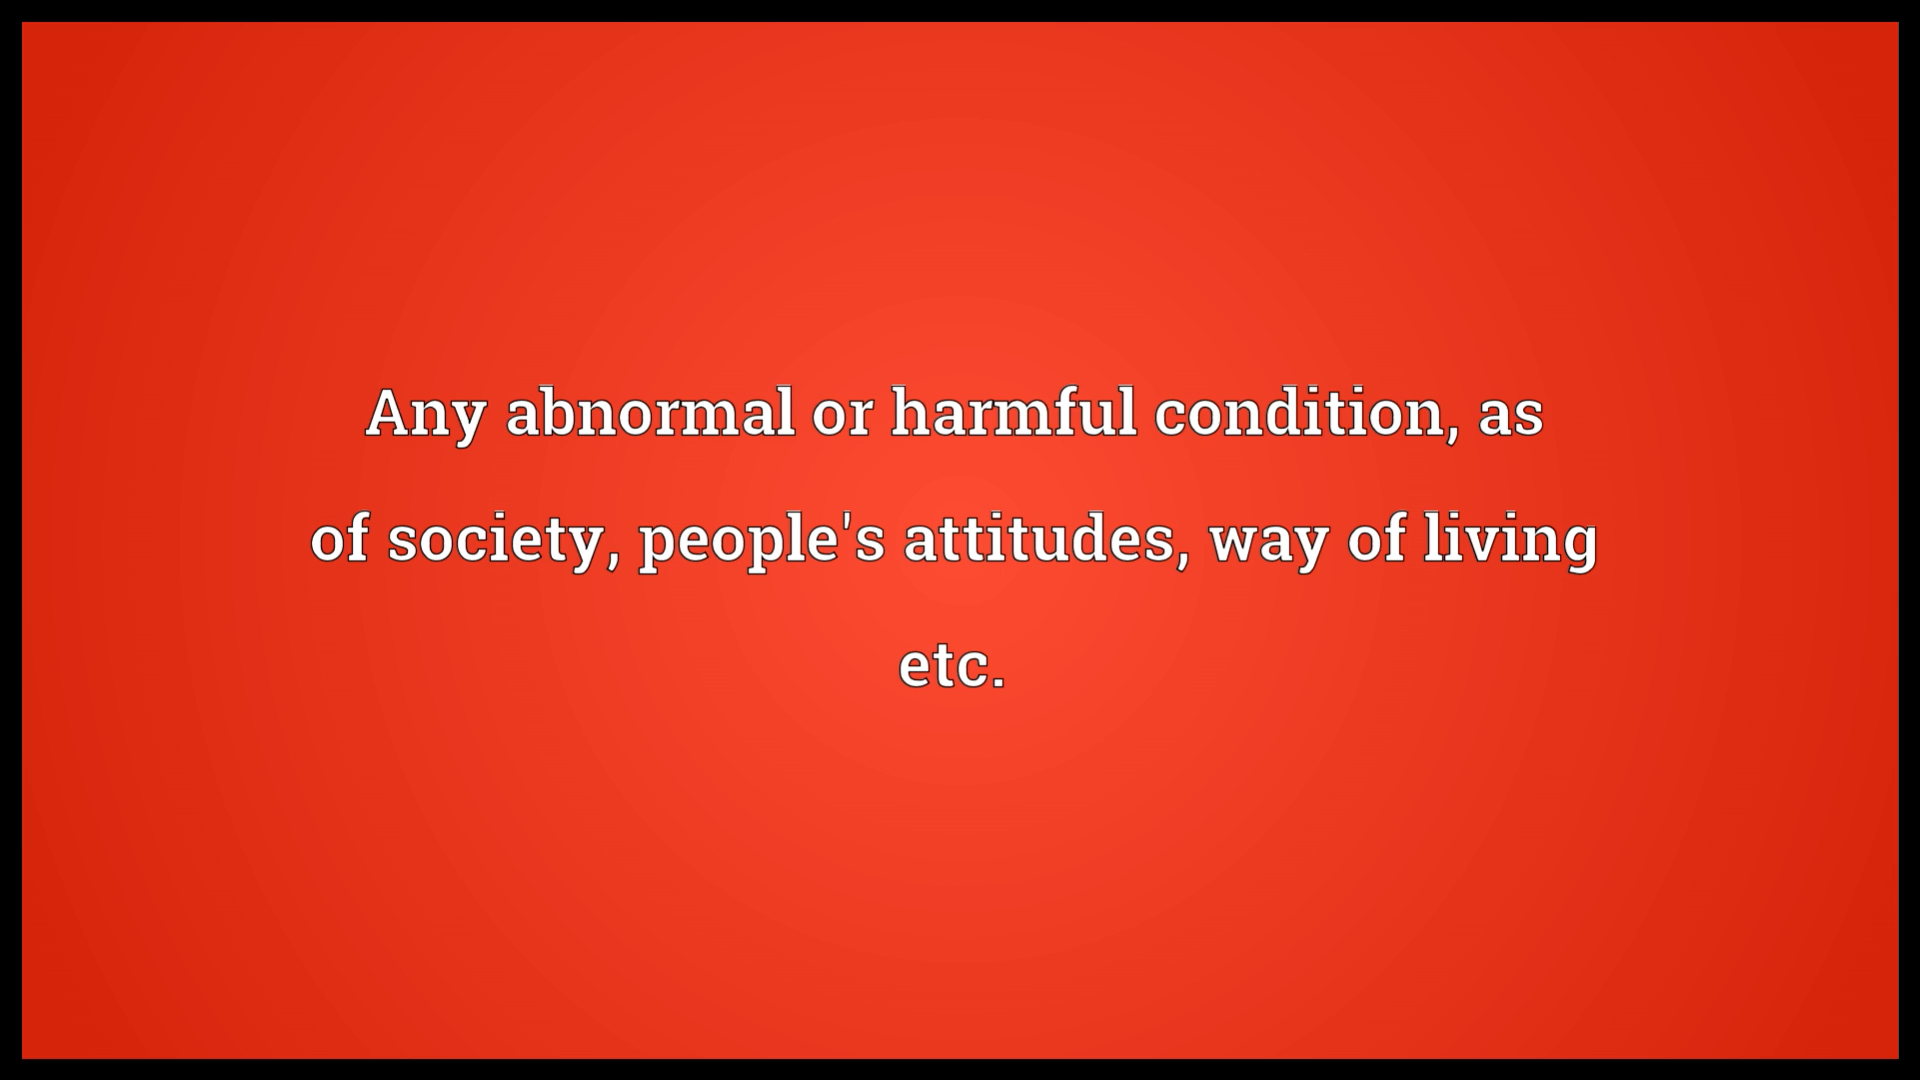 Any abnormal or harmful condition, as
of society, people's attitudes, way of living
etc.